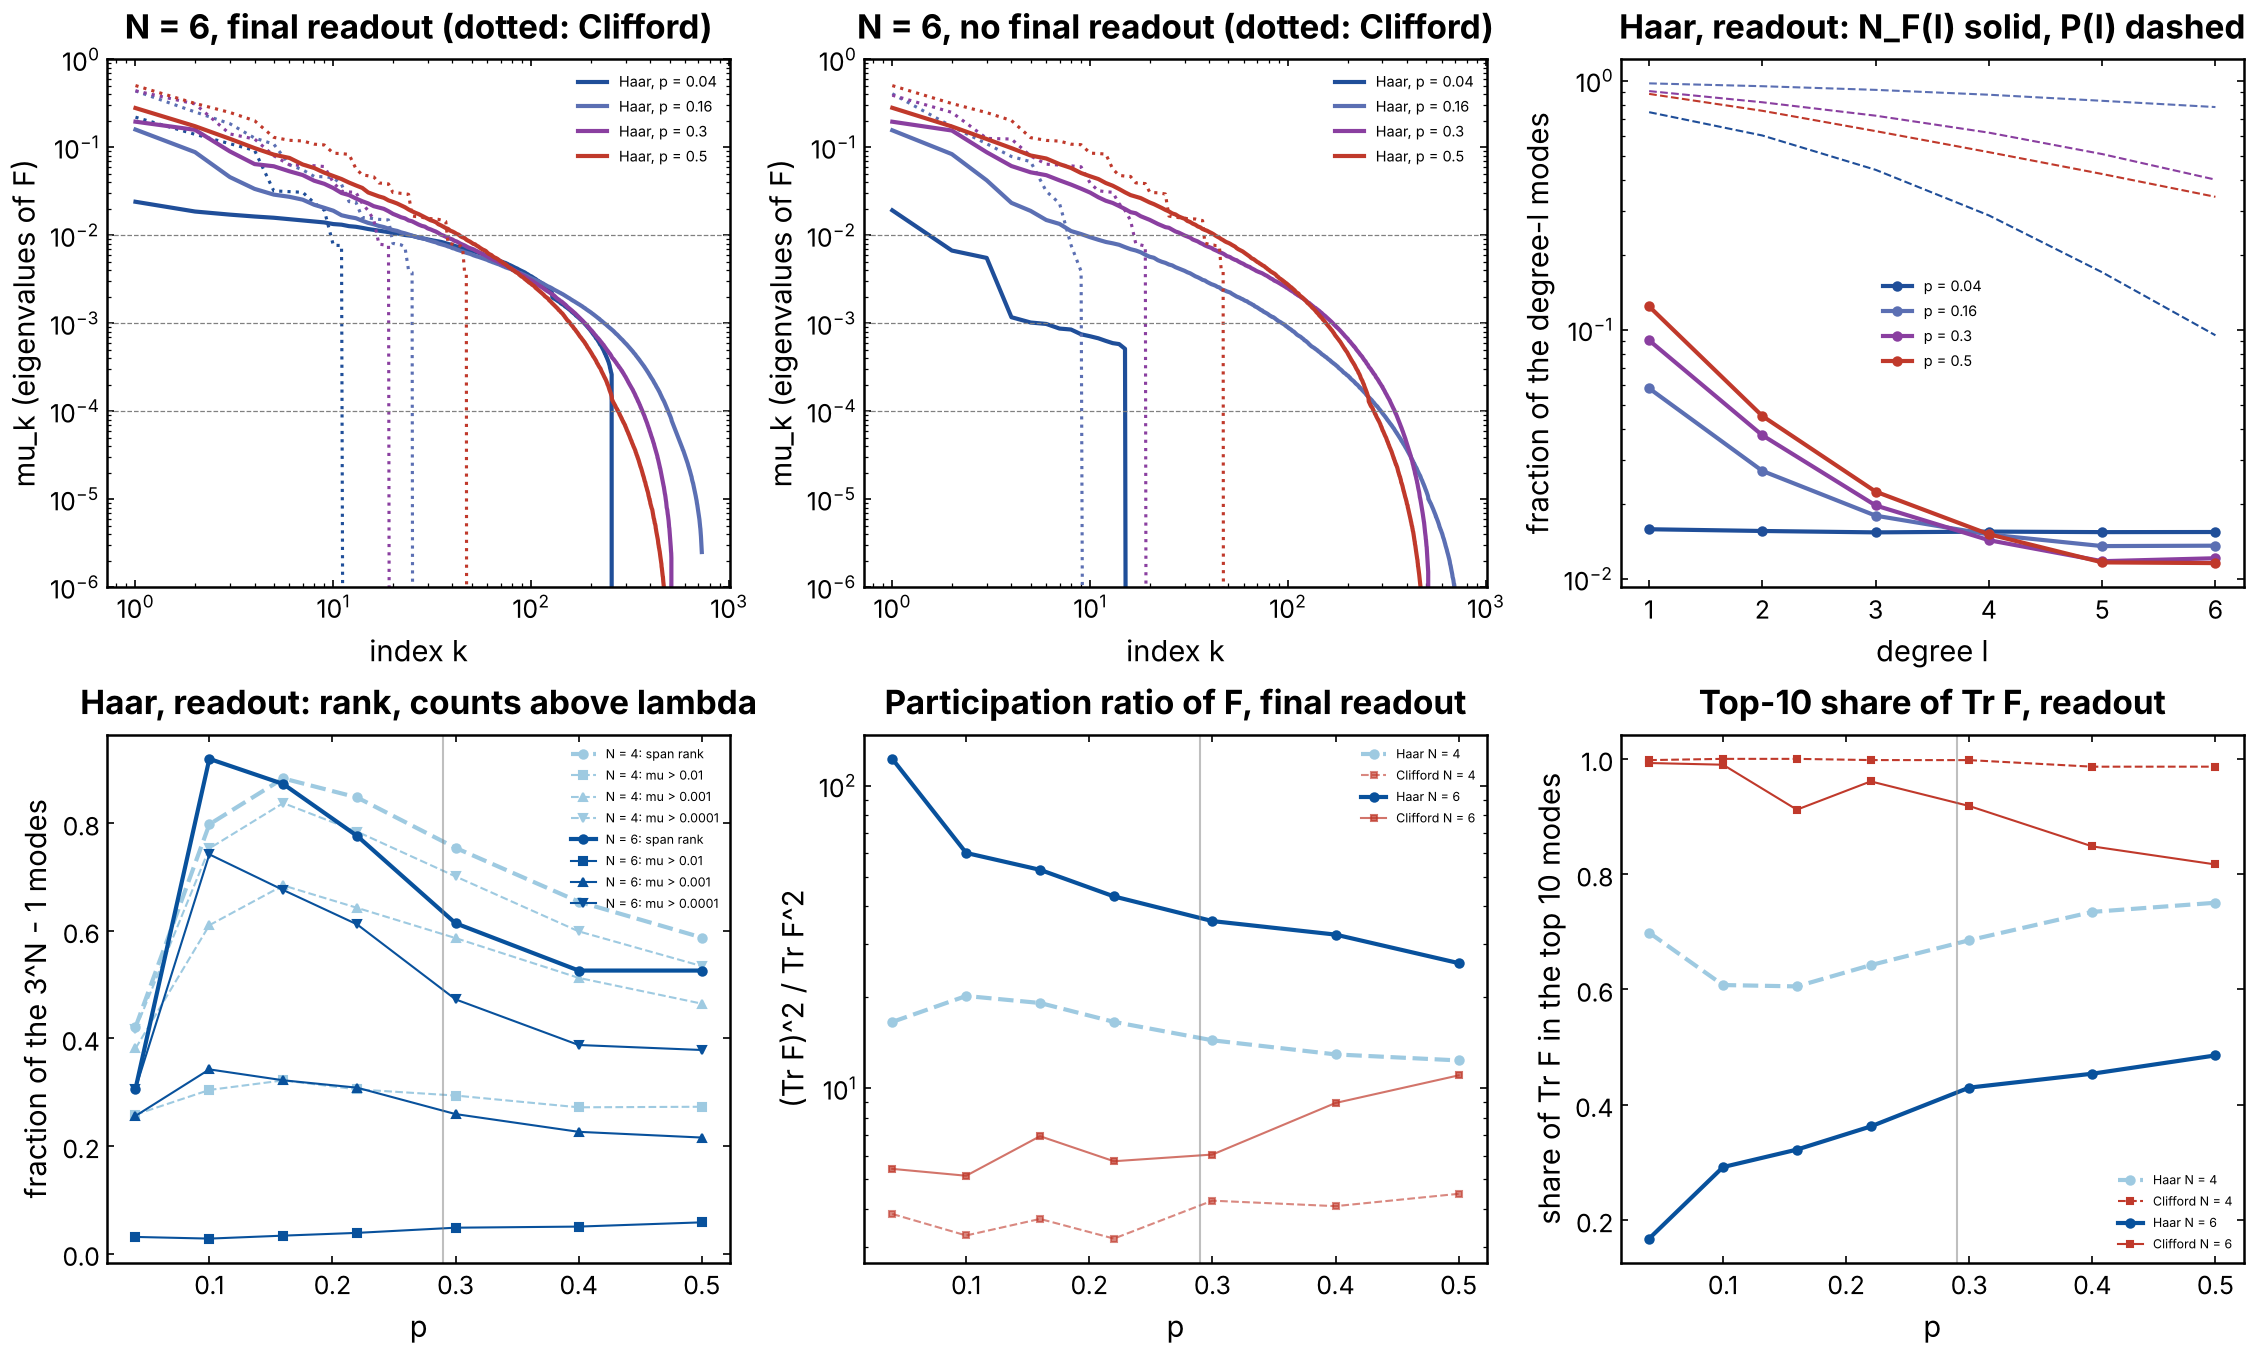 N = 6, final readout (dotted: Clifford)
mu_k (eigenvalues of F)
10^0
10^-1
10^-2
10^-3
10^-4
10^-5
10^-6
Haar, p = 0.04
Haar, p = 0.16
Haar, p = 0.3
Haar, p = 0.5
10^0 10^1 10^2 10^3
index k
N = 6, no final readout (dotted: Clifford)
mu_k (eigenvalues of F)
10^0
10^-1
10^-2
10^-3
10^-4
10^-5
10^-6
Haar, p = 0.04
Haar, p = 0.16
Haar, p = 0.3
Haar, p = 0.5
10^0 10^1 10^2 10^3
index k
Haar, readout: N_F(l) solid, P(l) dashed
fraction of the degree-l modes
10^0
10^-1
10^-2
p = 0.04
p = 0.16
p = 0.3
p = 0.5
1 2 3 4 5 6
degree l
Haar, readout: rank, counts above lambda
fraction of the 3^N - 1 modes
0.8
0.6
0.4
0.2
0.0
N = 4: span rank
N = 4: mu > 0.01
N = 4: mu > 0.001
N = 4: mu > 0.0001
N = 6: span rank
N = 6: mu > 0.01
N = 6: mu > 0.001
N = 6: mu > 0.0001
0.1 0.2 0.3 0.4 0.5
p
Participation ratio of F, final readout
(Tr F)^2 / Tr F^2
10^2
10^1
Haar N = 4
Clifford N = 4
Haar N = 6
Clifford N = 6
0.1 0.2 0.3 0.4 0.5
p
Top-10 share of Tr F, readout
share of Tr F in the top 10 modes
1.0
0.8
0.6
0.4
0.2
Haar N = 4
Clifford N = 4
Haar N = 6
Clifford N = 6
0.1 0.2 0.3 0.4 0.5
p